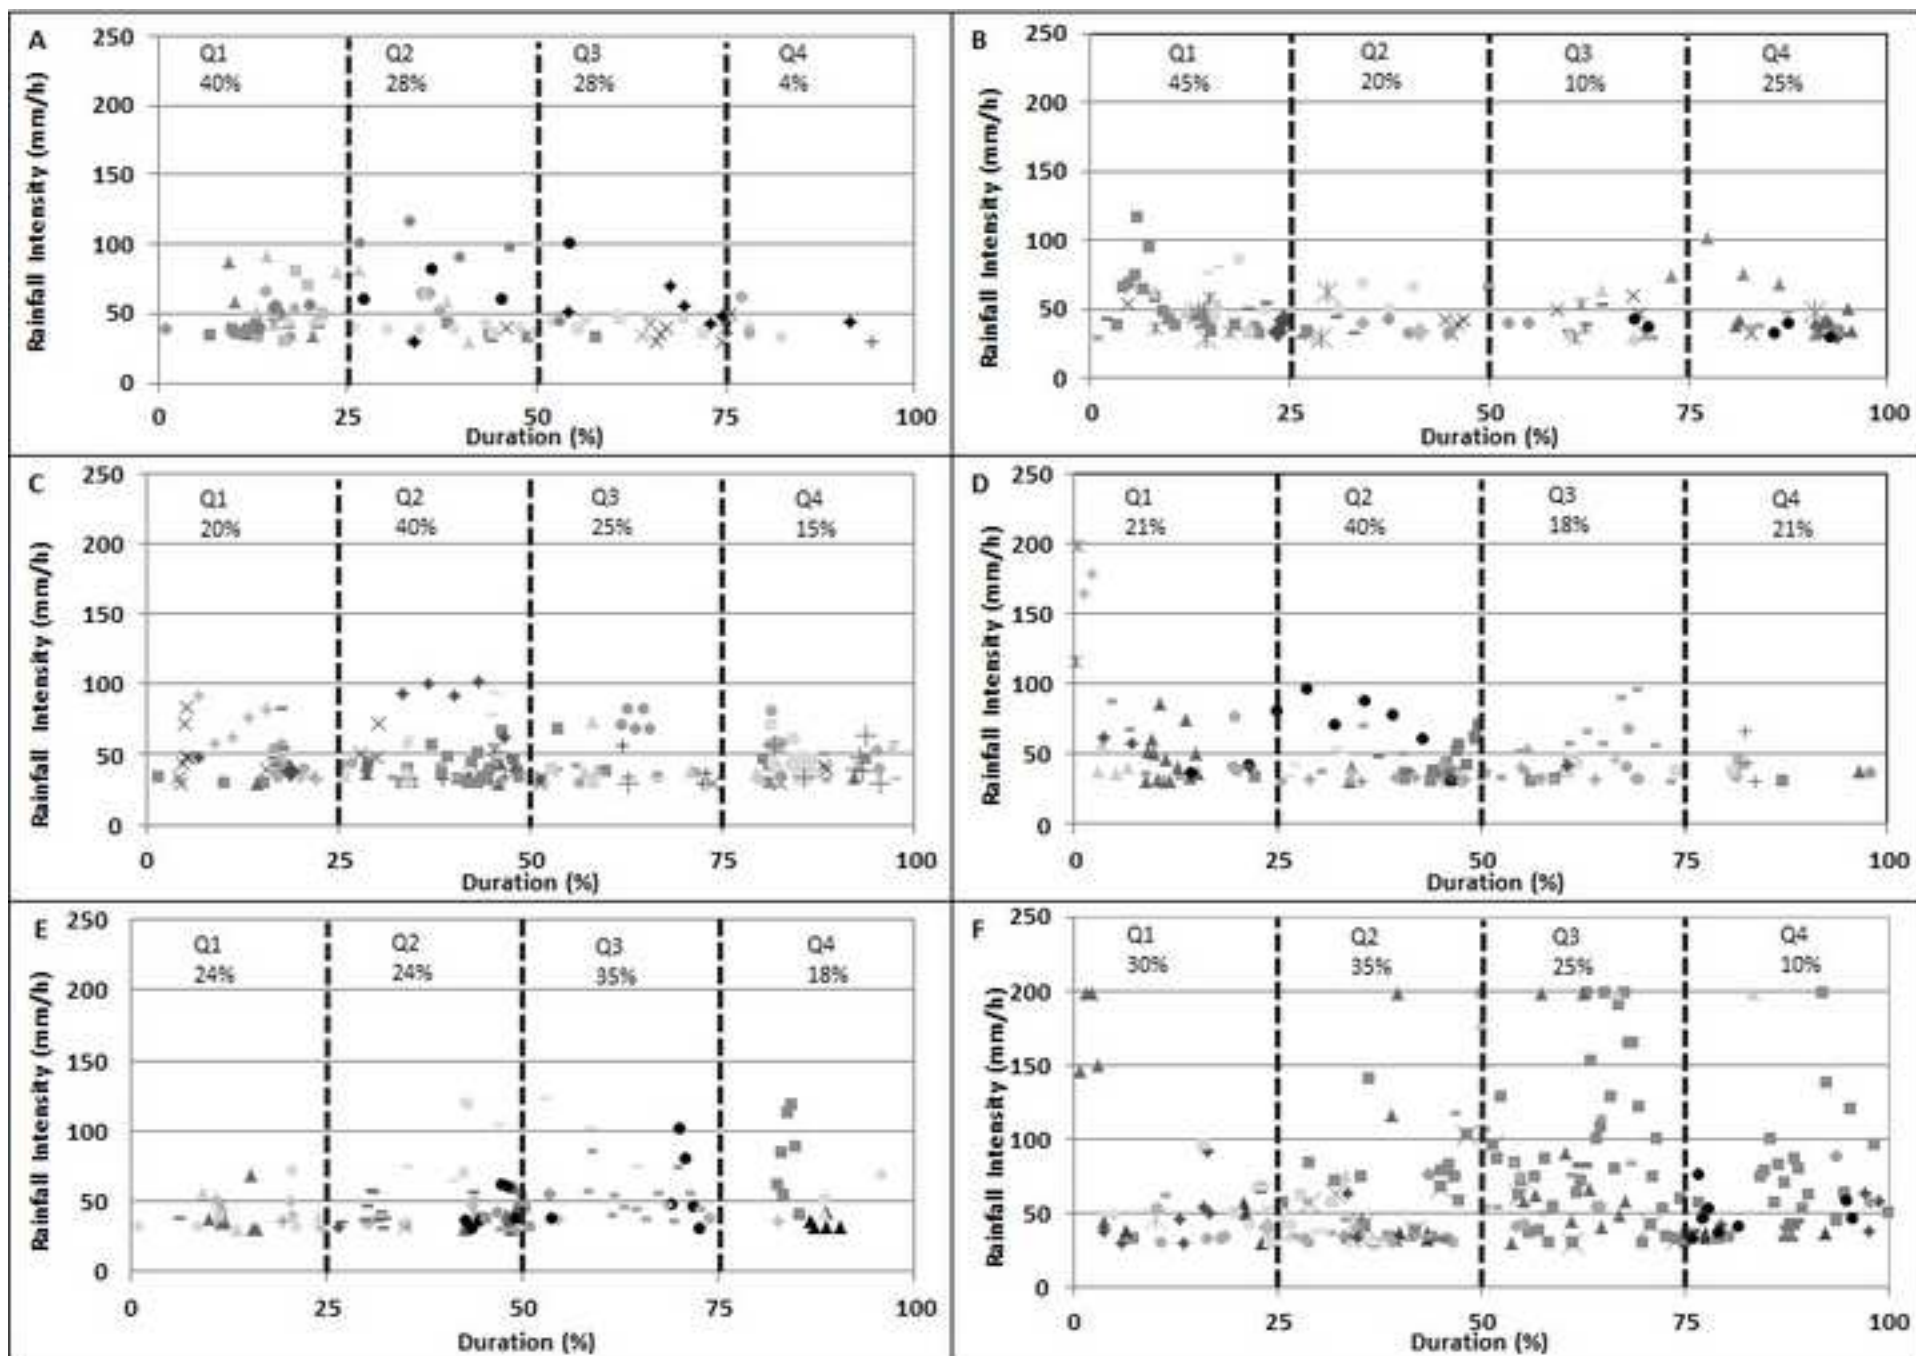 A
Rainfall Intensity (mm/h)
250
200
150
100
50
0
Q1
40%
Q2
28%
Q3
28%
Q4
4%
0 25 50 75 100
Duration (%)
B
Rainfall Intensity (mm/h)
250
200
150
100
50
0
Q1
45%
Q2
20%
Q3
10%
Q4
25%
0 25 50 75 100
Duration (%)
C
Rainfall Intensity (mm/h)
250
200
150
100
50
0
Q1
20%
Q2
40%
Q3
25%
Q4
15%
0 25 50 75 100
Duration (%)
D
Rainfall Intensity (mm/h)
250
200
150
100
50
0
Q1
21%
Q2
40%
Q3
18%
Q4
21%
0 25 50 75 100
Duration (%)
E
Rainfall Intensity (mm/h)
250
200
150
100
50
0
Q1
24%
Q2
24%
Q3
35%
Q4
18%
0 25 50 75 100
Duration (%)
F
Rainfall Intensity (mm/h)
250
200
150
100
50
0
Q1
30%
Q2
35%
Q3
25%
Q4
10%
0 25 50 75 100
Duration (%)